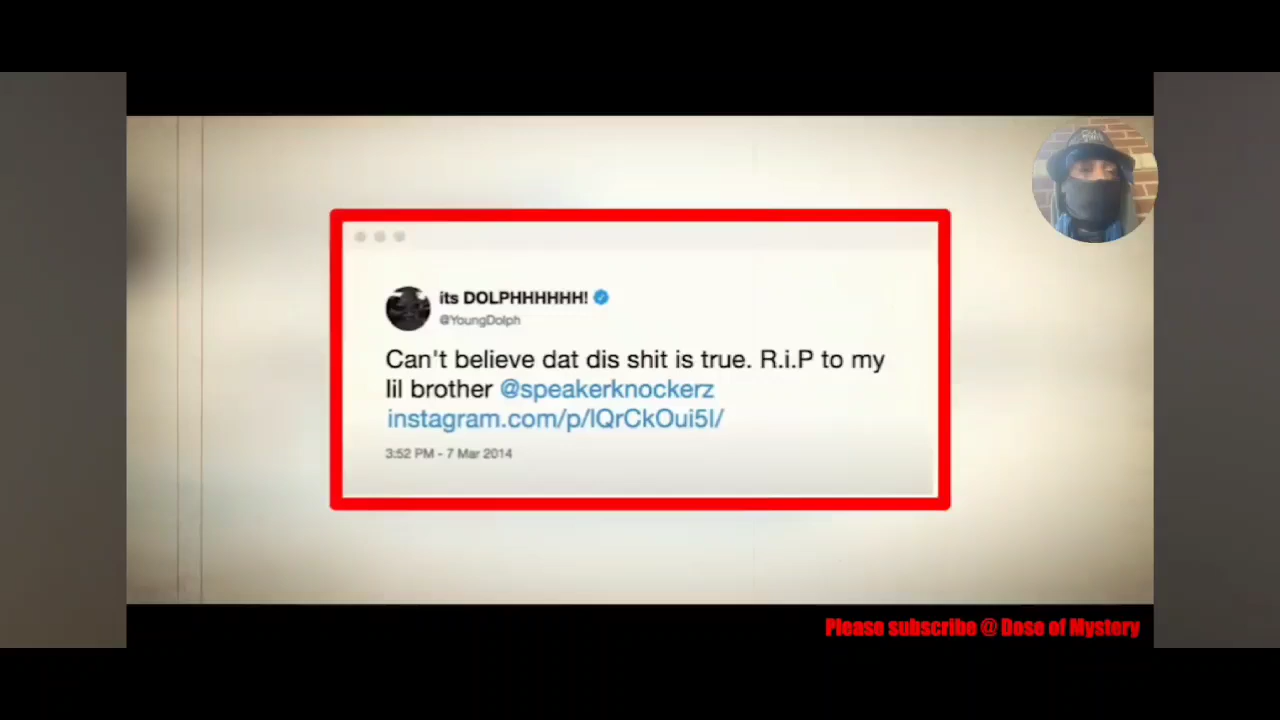 its DOLPHHHHHH!
@YoungDolph
Can't believe dat dis shit is true. R.i.P to my
lil brother @speakerknockerz
instagram.com/p/lQrCkOui5l/
3:52 PM - 7 Mar 2014
Please subscribe @ Dose of Mystery